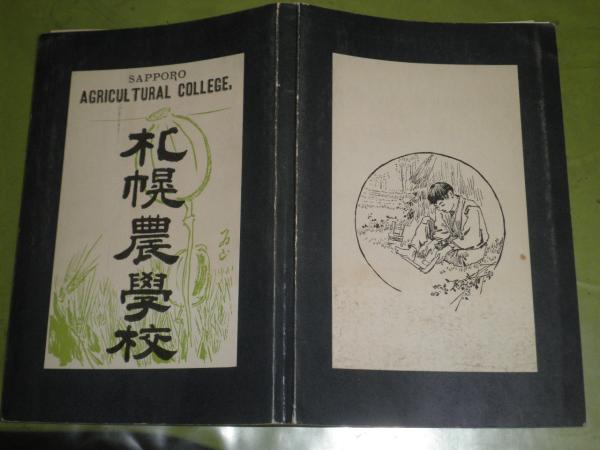 SAPPORO
AGRICULTURAL COLLEGE,
札幌農學校